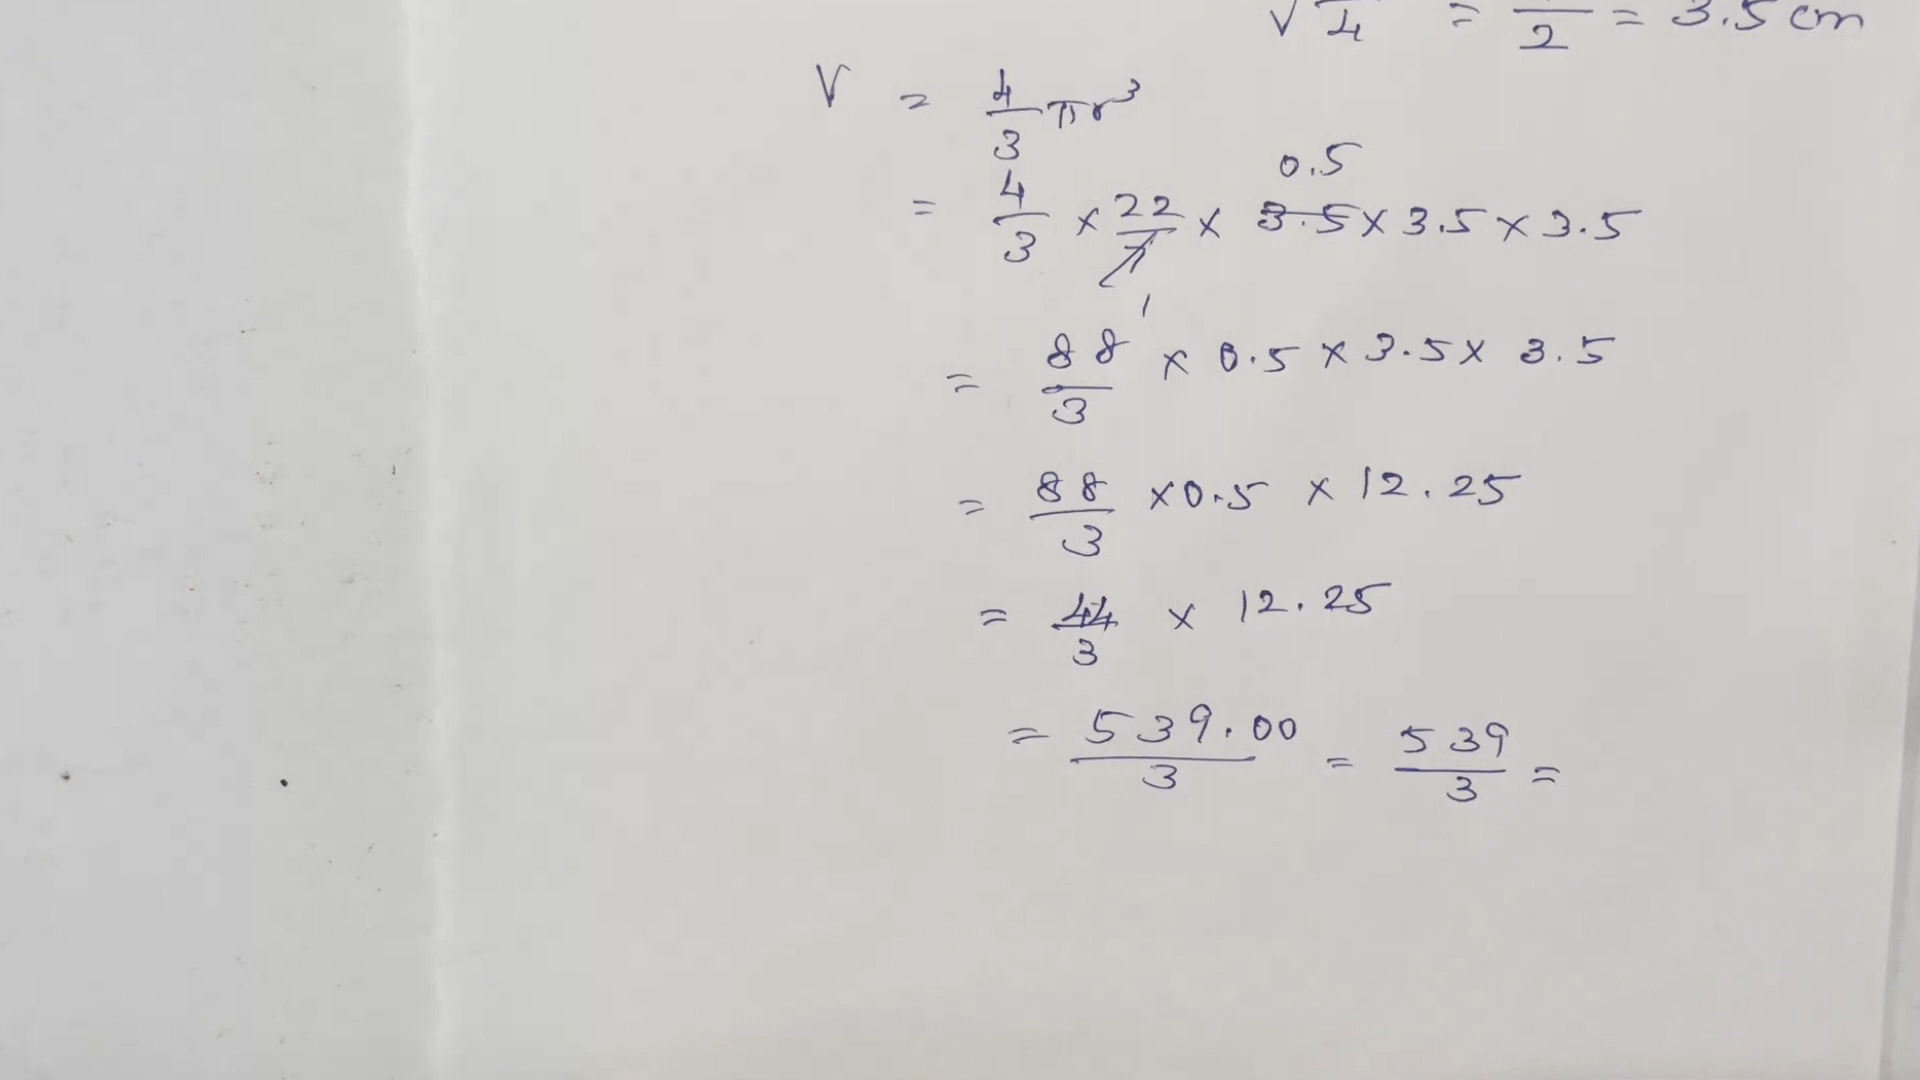 √ 4 = / 2 = 3.5 cm
V = 4/3 πr³
0.5
= 4/3 × 22/7 × 3.5 × 3.5 × 3.5
1
= 88/3 × 0.5 × 3.5 × 3.5
= 88/3 × 0.5 × 12.25
= 44/3 × 12.25
= 539.00/3 = 539/3 =